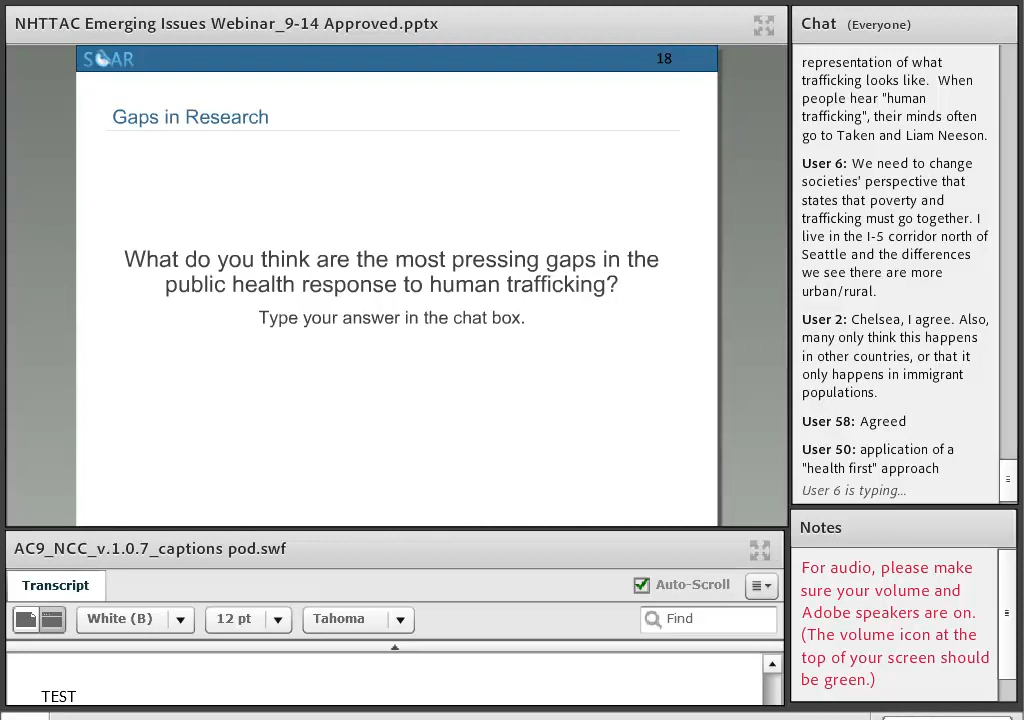 NHTTAC Emerging Issues Webinar_9-14 Approved.pptx
SOAR
18
Gaps in Research
What do you think are the most pressing gaps in the
public health response to human trafficking?
Type your answer in the chat box.
Chat (Everyone)
representation of what
trafficking looks like. When
people hear "human
trafficking", their minds often
go to Taken and Liam Neeson.
User 6: We need to change
societies' perspective that
states that poverty and
trafficking must go together. I
live in the I-5 corridor north of
Seattle and the differences
we see there are more
urban/rural.
User 2: Chelsea, I agree. Also,
many only think this happens
in other countries, or that it
only happens in immigrant
populations.
User 58: Agreed
User 50: application of a
"health first" approach
User 6 is typing...
AC9_NCC_v.1.0.7_captions pod.swf
Transcript
Auto-Scroll
White (B)
12 pt
Tahoma
Find
TEST
Notes
For audio, please make
sure your volume and
Adobe speakers are on.
(The volume icon at the
top of your screen should
be green.)